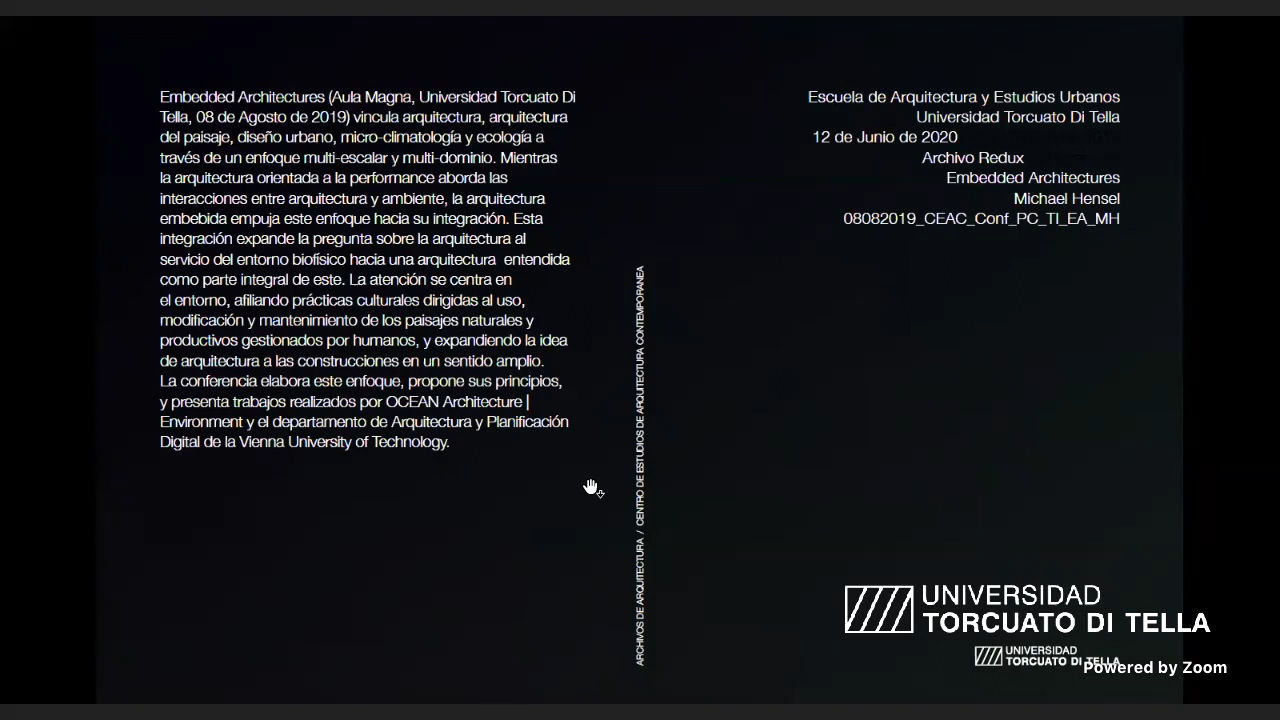 Embedded Architectures (Aula Magna, Universidad Torcuato Di
Tella, 08 de Agosto de 2019) vincula arquitectura, arquitectura
del paisaje, diseño urbano, micro-climatología y ecología a
través de un enfoque multi-escalar y multi-dominio. Mientras
la arquitectura orientada a la performance aborda las
interacciones entre arquitectura y ambiente, la arquitectura
embebida empuja este enfoque hacia su integración. Esta
integración expande la pregunta sobre la arquitectura al
servicio del entorno biofísico hacia una arquitectura entendida
como parte integral de este. La atención se centra en
el entorno, afiliando prácticas culturales dirigidas al uso,
modificación y mantenimiento de los paisajes naturales y
productivos gestionados por humanos, y expandiendo la idea
de arquitectura a las construcciones en un sentido amplio.
La conferencia elabora este enfoque, propone sus principios,
y presenta trabajos realizados por OCEAN Architecture |
Environment y el departamento de Arquitectura y Planificación
Digital de la Vienna University of Technology.
ARCHIVOS DE ARQUITECTURA / CENTRO DE ESTUDIOS DE ARQUITECTURA CONTEMPORANEA
Escuela de Arquitectura y Estudios Urbanos
Universidad Torcuato Di Tella
12 de Junio de 2020
Archivo Redux
Embedded Architectures
Michael Hensel
08082019_CEAC_Conf_PC_TI_EA_MH
UNIVERSIDAD
TORCUATO DI TELLA
UNIVERSIDAD
TORCUATO DI TELLA
Powered by Zoom